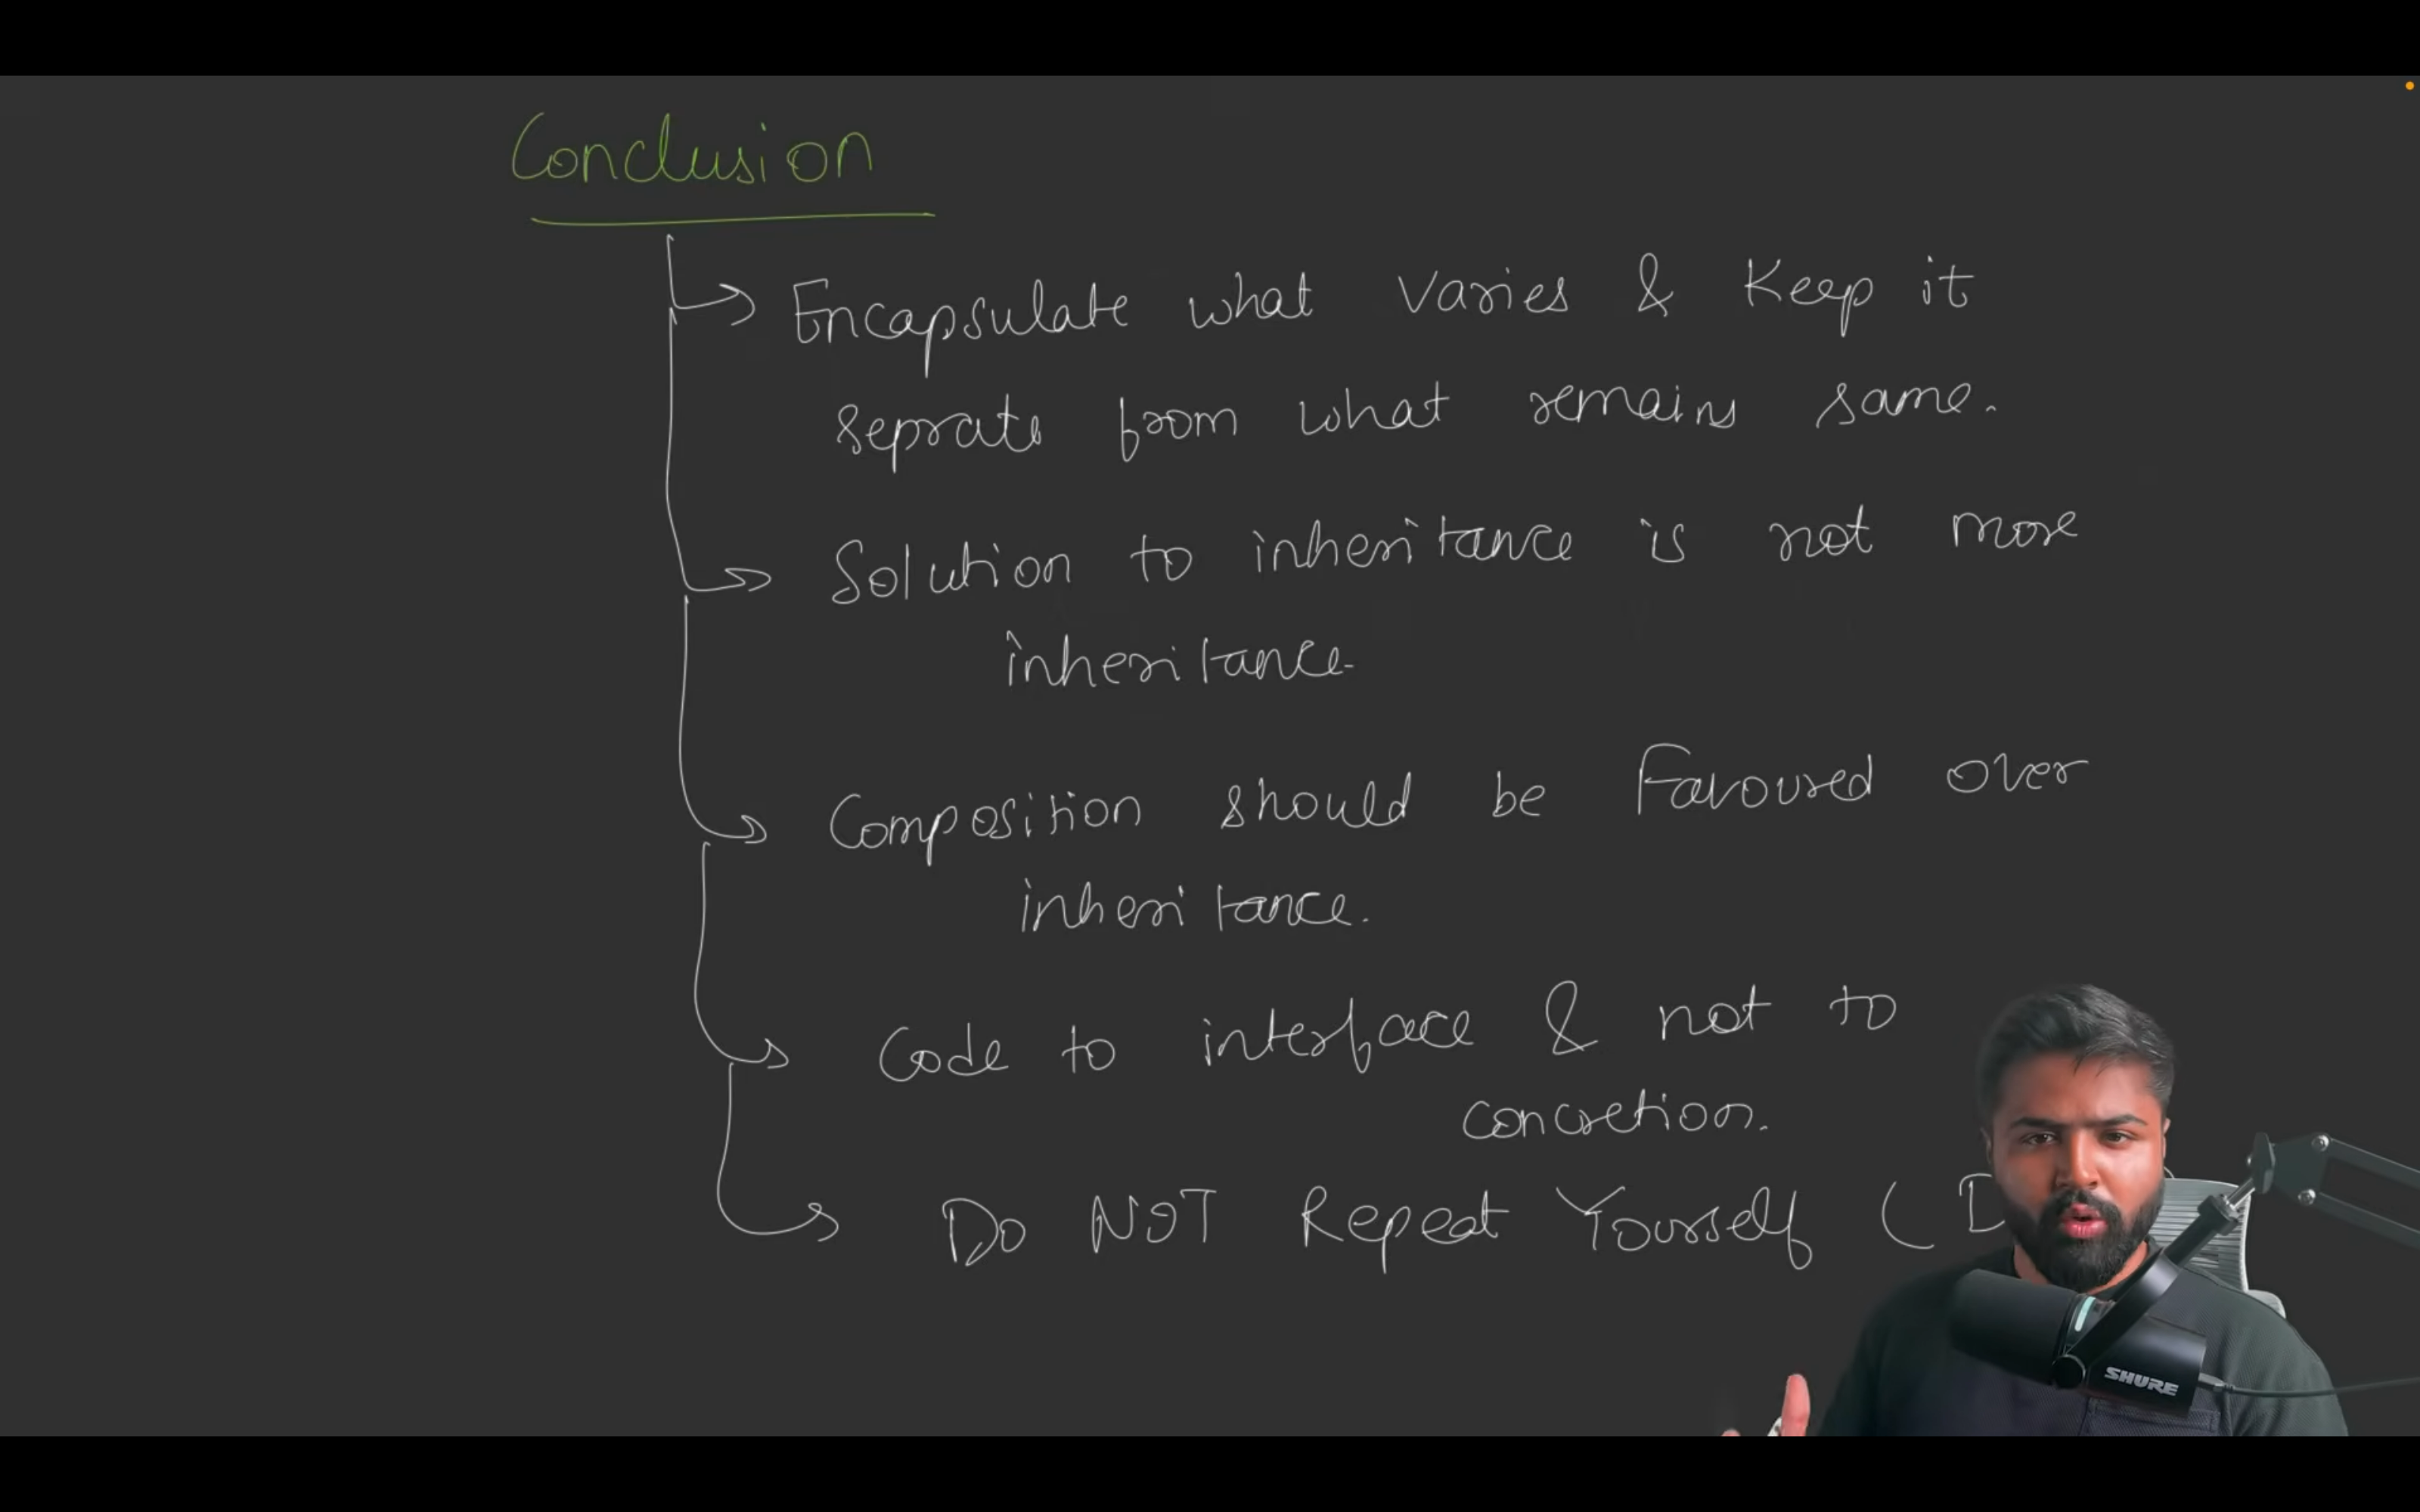 Conclusion
Encapsulate what varies & Keep it
seprate from what remains same.
Solution to inheritance is not more
inheritance.
Composition should be Favoured over
inheritance.
Code to interface & not to
concretion.
Do NOT Repeat Yourself (D
SHURE